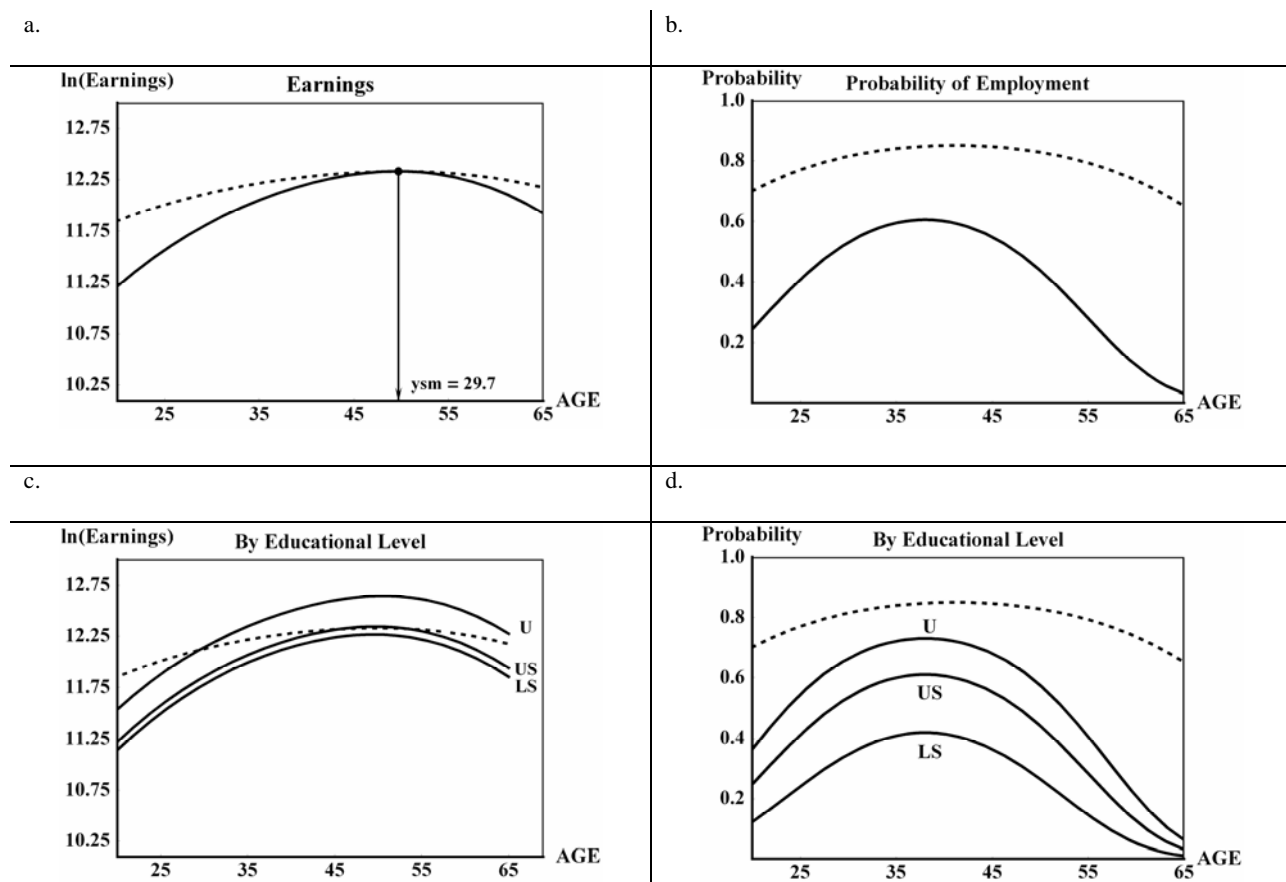 a.
ln(Earnings)
Earnings
12.75
12.25
11.75
11.25
10.75
10.25
ysm = 29.7
AGE
25 35 45 55 65
b.
Probability
Probability of Employment
1.0
0.8
0.6
0.4
0.2
AGE
25 35 45 55 65
c.
ln(Earnings)
By Educational Level
12.75
12.25
11.75
11.25
10.75
10.25
U
US
LS
AGE
25 35 45 55 65
d.
Probability
By Educational Level
1.0
0.8
0.6
0.4
0.2
U
US
LS
AGE
25 35 45 55 65